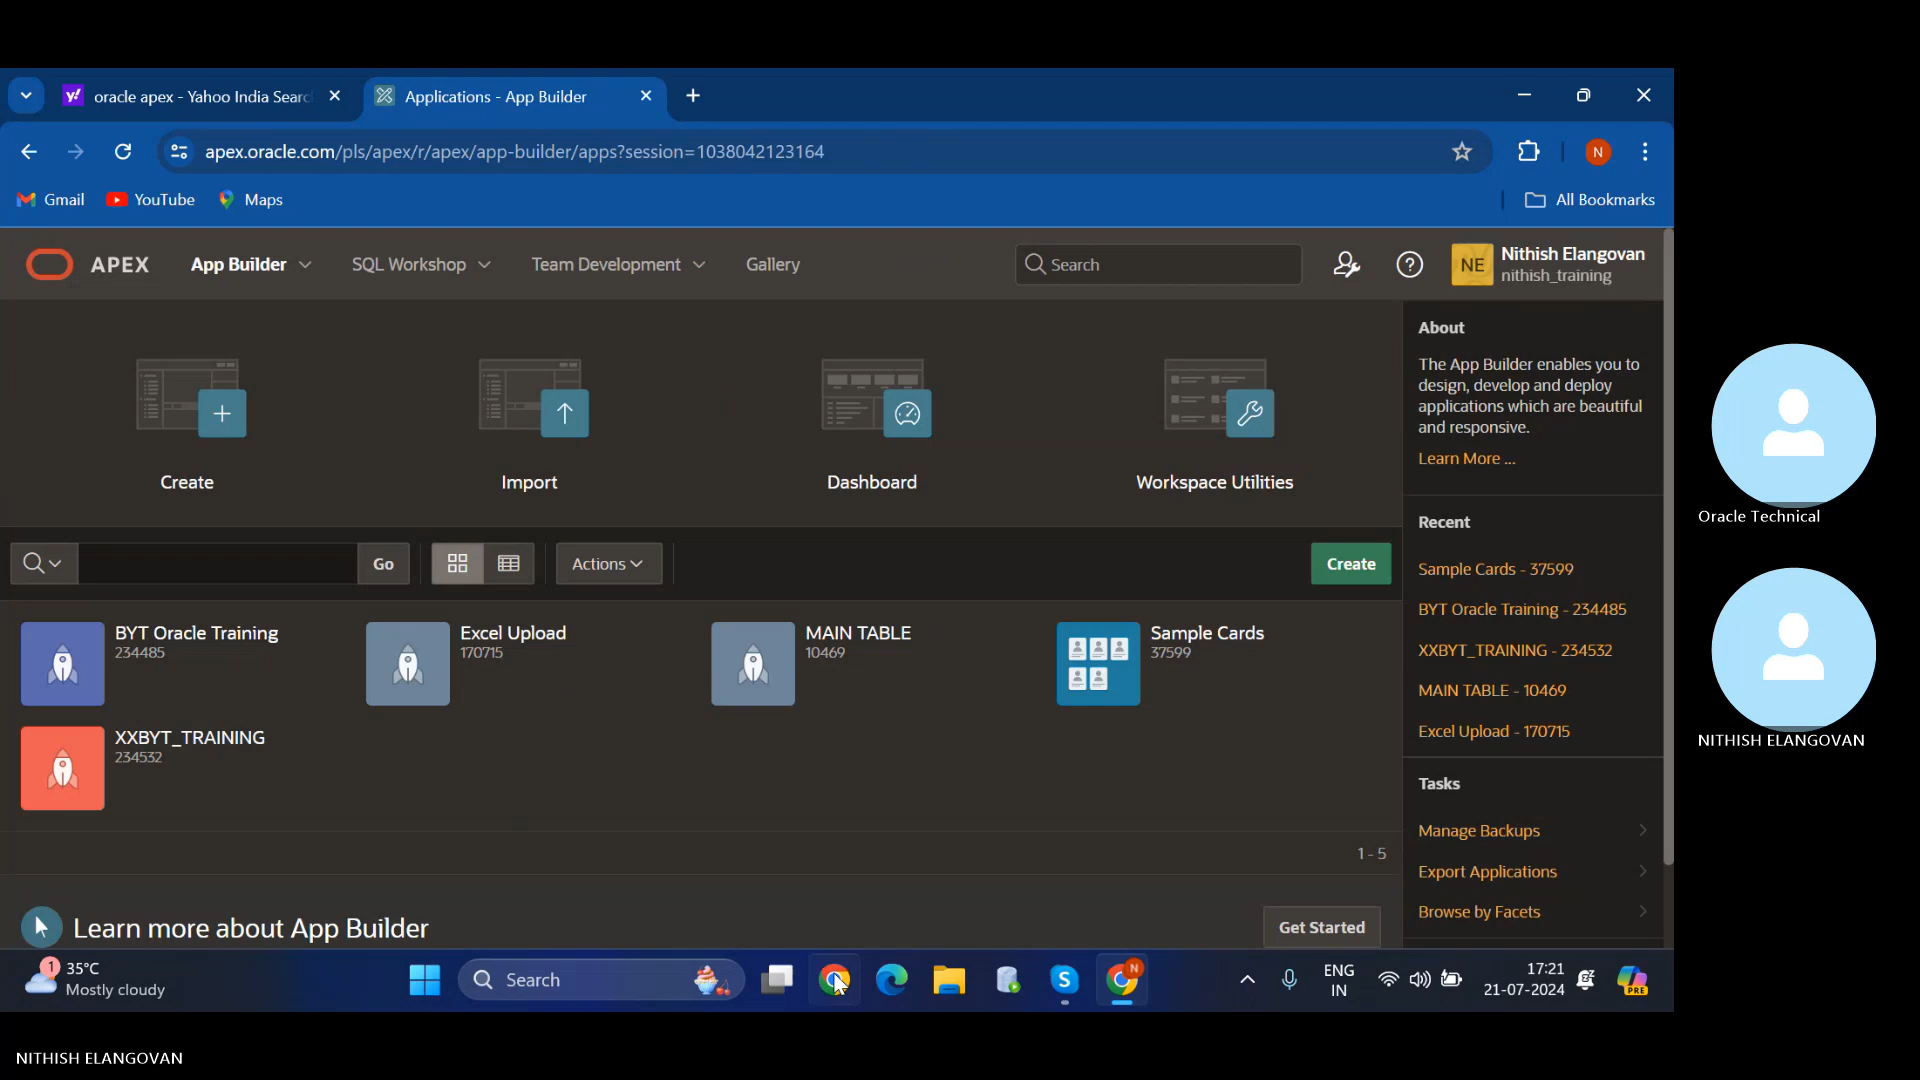 oracle apex - Yahoo India Searc
Applications - App Builder
apex.oracle.com/pls/apex/r/apex/app-builder/apps?session=1038042123164
N
Gmail
YouTube
Maps
All Bookmarks
APEX
App Builder
SQL Workshop
Team Development
Gallery
Search
NE
Nithish Elangovan
nithish_training
Create
Import
Dashboard
Workspace Utilities
About
The App Builder enables you to
design, develop and deploy
applications which are beautiful
and responsive.
Learn More ...
Go
Actions
Create
BYT Oracle Training
234485
Excel Upload
170715
MAIN TABLE
10469
Sample Cards
37599
XXBYT_TRAINING
234532
1 - 5
Recent
Sample Cards - 37599
BYT Oracle Training - 234485
XXBYT_TRAINING - 234532
MAIN TABLE - 10469
Excel Upload - 170715
Tasks
Manage Backups
Export Applications
Browse by Facets
Learn more about App Builder
Get Started
1
35°C
Mostly cloudy
Search
S
N
ENG
IN
17:21
21-07-2024
PRE
Oracle Technical
NITHISH ELANGOVAN
NITHISH ELANGOVAN